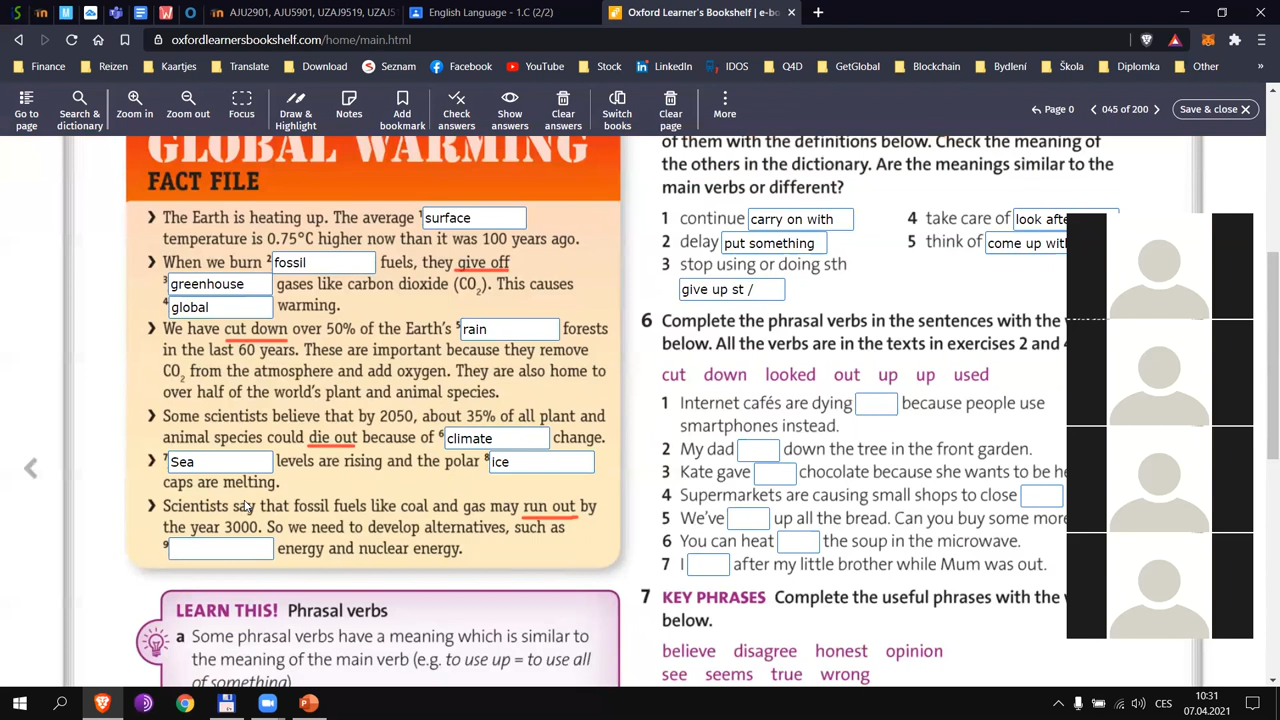 AJU2901, AJU5901, UZAJ9519, UZAJ5
English Language - 1.C (2/2)
Oxford Learner's Bookshelf | e-bo
oxfordlearnersbookshelf.com/home/main.html
Finance Reizen Kaartjes Translate Download Seznam Facebook YouTube Stock LinkedIn IDOS Q4D GetGlobal Blockchain Bydlení Škola Diplomka Other
Go to page
Search & dictionary
Zoom in
Zoom out
Focus
Draw & Highlight
Notes
Add bookmark
Check answers
Show answers
Clear answers
Switch books
Clear page
More
Page 0
045 of 200
Save & close
GLOBAL WARMING
FACT FILE
The Earth is heating up. The average 1 surface
temperature is 0.75°C higher now than it was 100 years ago.
When we burn 2 fossil fuels, they give off
3 greenhouse gases like carbon dioxide (CO2). This causes
4 global warming.
We have cut down over 50% of the Earth's 5 rain forests
in the last 60 years. These are important because they remove
CO2 from the atmosphere and add oxygen. They are also home to
over half of the world's plant and animal species.
Some scientists believe that by 2050, about 35% of all plant and
animal species could die out because of 6 climate change.
7 Sea levels are rising and the polar 8 ice
caps are melting.
Scientists say that fossil fuels like coal and gas may run out by
the year 3000. So we need to develop alternatives, such as
9 energy and nuclear energy.
LEARN THIS! Phrasal verbs
a Some phrasal verbs have a meaning which is similar to
the meaning of the main verb (e.g. to use up = to use all
of something)
of them with the definitions below. Check the meaning of
the others in the dictionary. Are the meanings similar to the
main verbs or different?
1 continue carry on with
2 delay put something
3 stop using or doing sth
give up st /
4 take care of look afte
5 think of come up with
6 Complete the phrasal verbs in the sentences with the
below. All the verbs are in the texts in exercises 2 and
cut down looked out up up used
1 Internet cafés are dying because people use
smartphones instead.
2 My dad down the tree in the front garden.
3 Kate gave chocolate because she wants to be he
4 Supermarkets are causing small shops to close
5 We've up all the bread. Can you buy some more
6 You can heat the soup in the microwave.
7 I after my little brother while Mum was out.
7 KEY PHRASES Complete the useful phrases with the
below.
believe disagree honest opinion
see seems true wrong
CES
10:31
07.04.2021